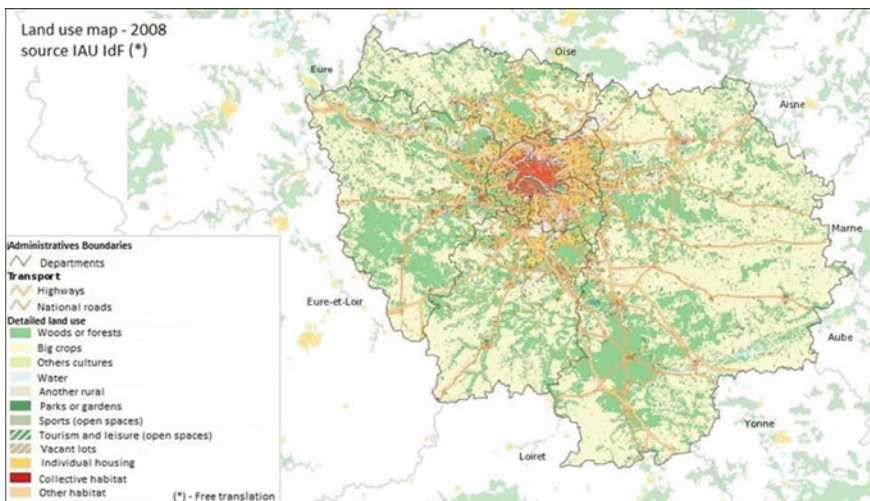 Land use map - 2008
source IAU IdF (*)
Oise
Eure
Aisne
Marne
Eure-et-Loir
Aube
Yonne
Loiret
Administratives Boundaries
Departments
Transport
Highways
National roads
Detailed land use
Woods or forests
Big crops
Others cultures
Water
Another rural
Parks or gardens
Sports (open spaces)
Tourism and leisure (open spaces)
Vacant lots
Individual housing
Collective habitat
Other habitat
(*) - Free translation